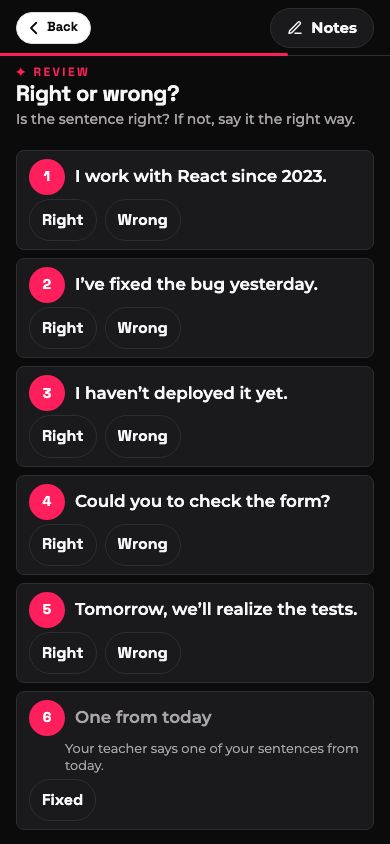 Back
Notes
✦ REVIEW
Right or wrong?
Is the sentence right? If not, say it the right way.
1 I work with React since 2023.
Right Wrong
2 I’ve fixed the bug yesterday.
Right Wrong
3 I haven’t deployed it yet.
Right Wrong
4 Could you to check the form?
Right Wrong
5 Tomorrow, we’ll realize the tests.
Right Wrong
6 One from today
Your teacher says one of your sentences from
today.
Fixed